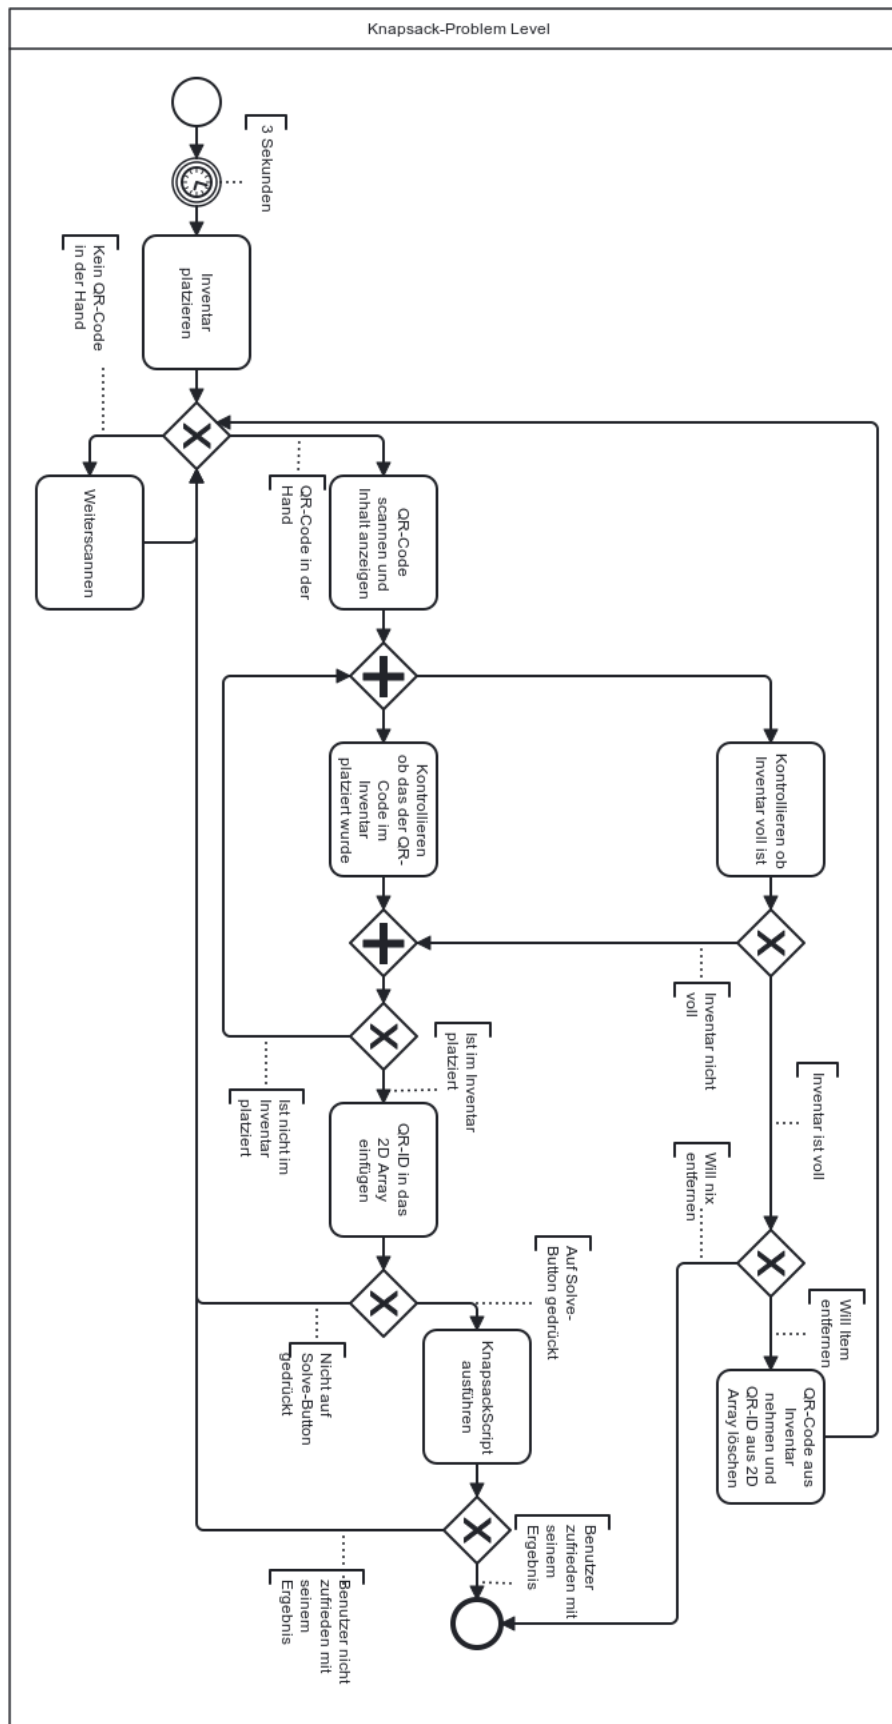 Knapsack-Problem Level
3 Sekunden
Inventar
platzieren
Kein QR-Code
in der Hand
Weiterscannen
QR-Code in der
Hand
QR-Code
scannen und
Inhalt anzeigen
Kontrollieren
ob das der QR-
Code im
Inventar
platziert wurde
Kontrollieren ob
Inventar voll ist
Inventar nicht
voll
Inventar ist voll
Ist im Inventar
platziert
Ist nicht im
Inventar
platziert
QR-ID in das
2D Array
einfügen
Will nix
entfernen
Will Item
entfernen
QR-Code aus
Inventar
nehmen und
QR-ID aus 2D
Array löschen
Auf Solve-
Button gedrückt
Nicht auf
Solve-Button
gedrückt
KnapsackScript
ausführen
Benutzer
zufrieden mit
seinem
Ergebnis
Benutzer nicht
zufrieden mit
seinem
Ergebnis